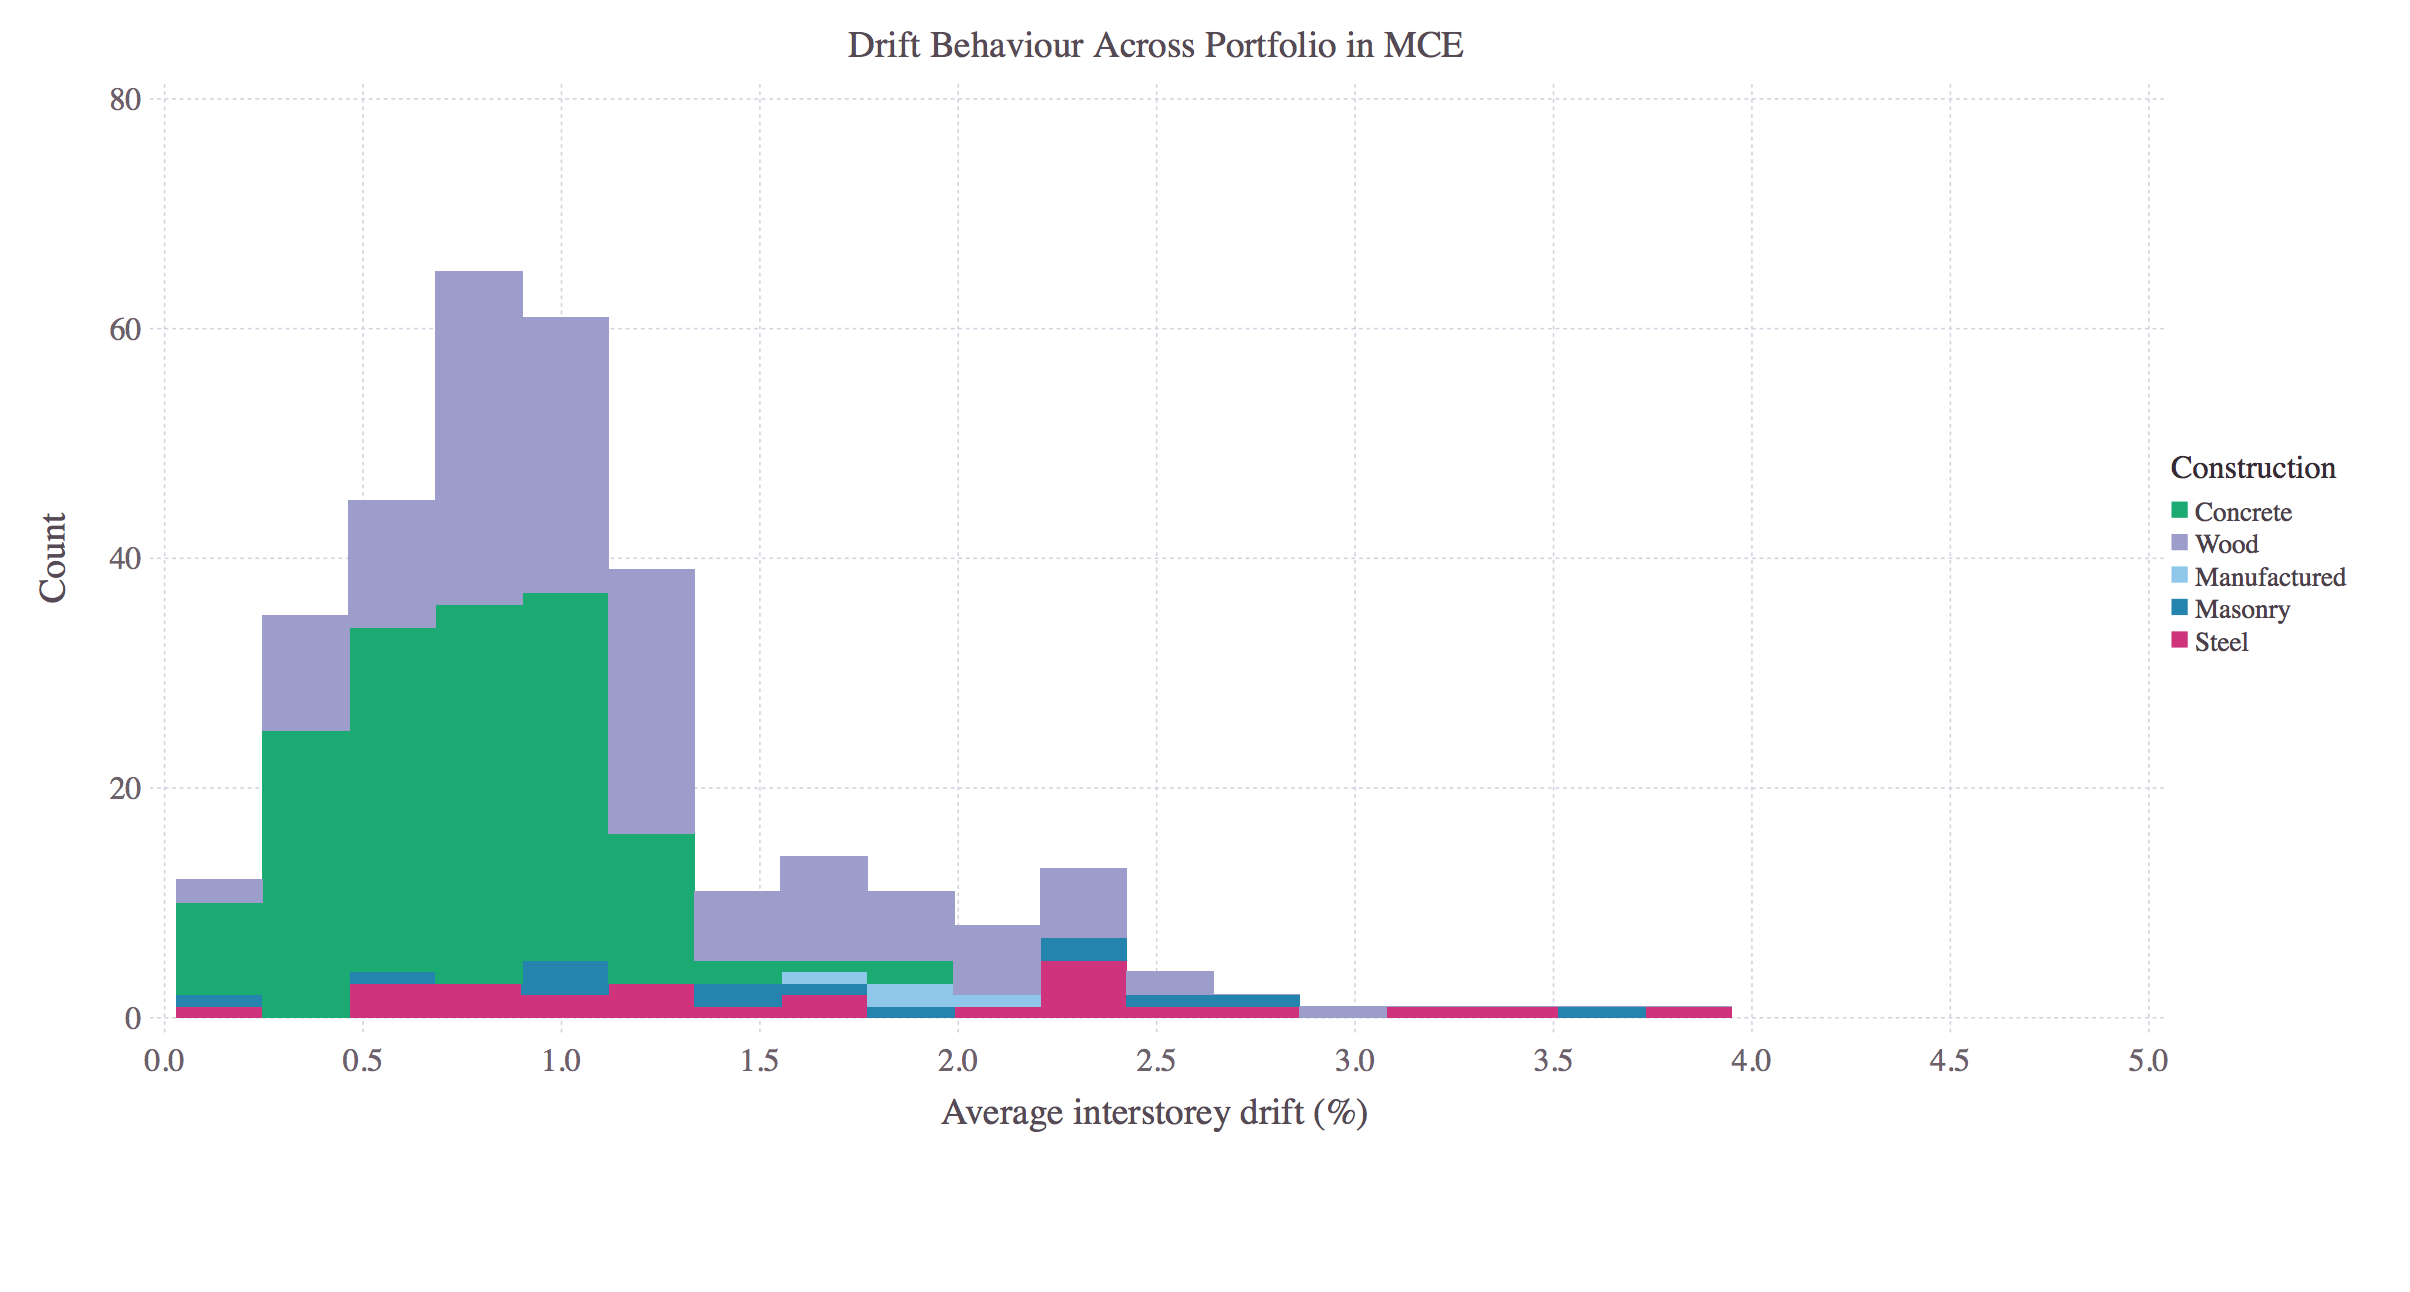 Drift Behaviour Across Portfolio in MCE
80
60
40
20
0
Count
0.0 0.5 1.0 1.5 2.0 2.5 3.0 3.5 4.0 4.5 5.0
Average interstorey drift (%)
Construction
Concrete
Wood
Manufactured
Masonry
Steel